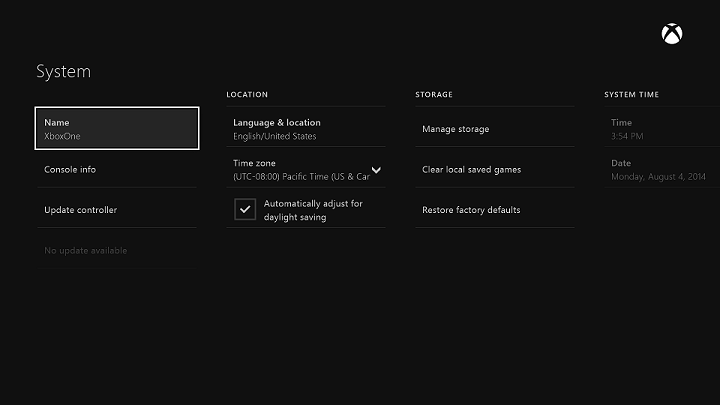 System
Name
XboxOne
Console info
Update controller
No update available
LOCATION
Language & location
English/United States
Time zone
(UTC-08:00) Pacific Time (US & Car
Automatically adjust for
daylight saving
STORAGE
Manage storage
Clear local saved games
Restore factory defaults
SYSTEM TIME
Time
3:54 PM
Date
Monday, August 4, 2014